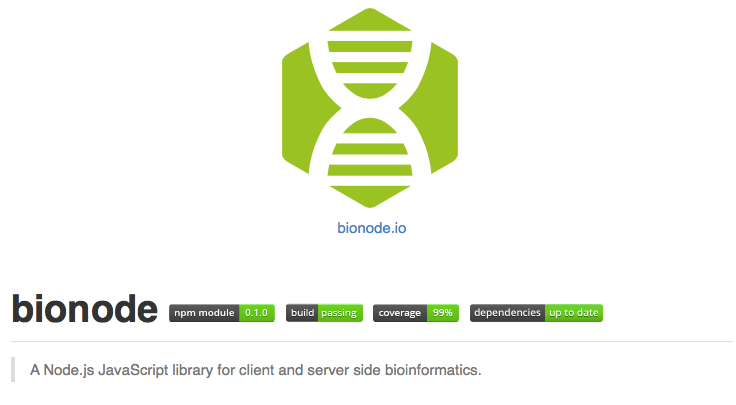 bionode.io
bionode npm module 0.1.0 build passing coverage 99% dependencies up to date
A Node.js JavaScript library for client and server side bioinformatics.